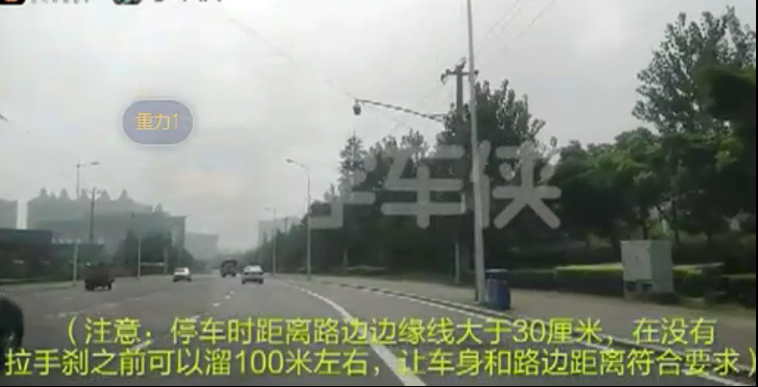 重力1
学车侠
（注意：停车时距离路边边缘线大于30厘米，在没有
拉手刹之前可以溜100米左右，让车身和路边距离符合要求）